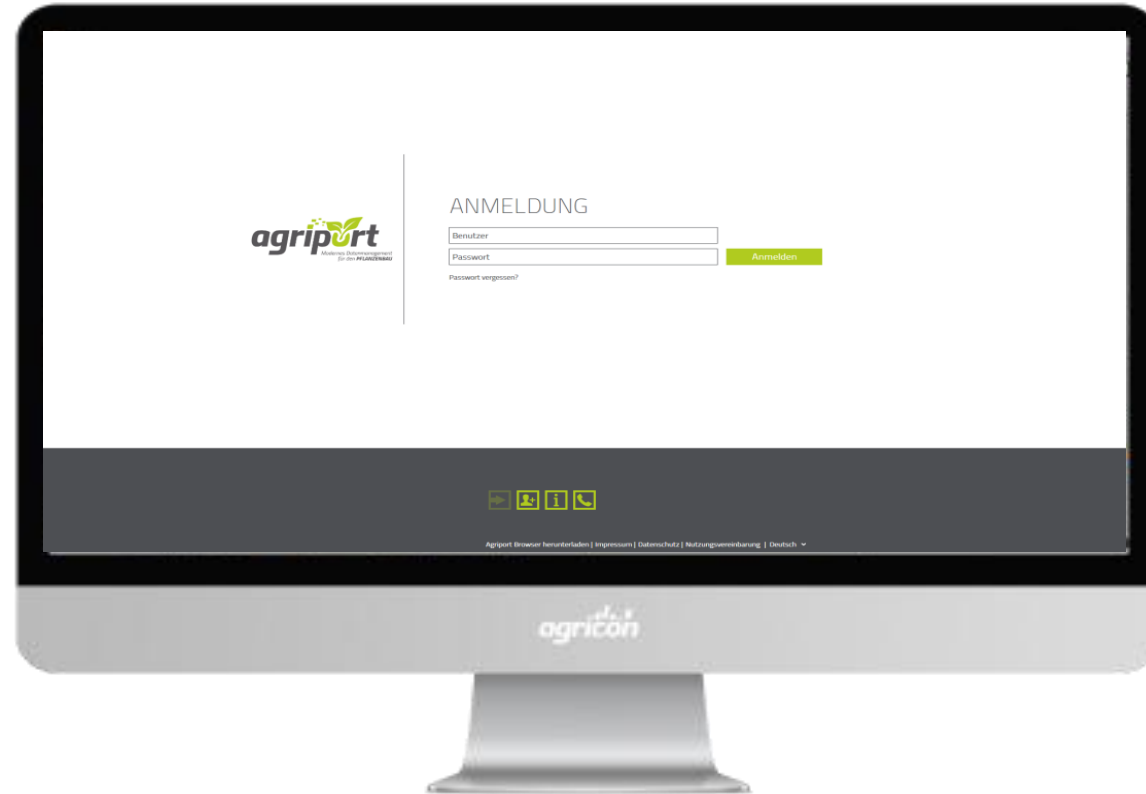 agriport
Modernes Datenmanagement
für den PFLANZENBAU
ANMELDUNG
Benutzer
Passwort
Anmelden
Passwort vergessen?
Agriport Browser herunterladen | Impressum | Datenschutz | Nutzungsvereinbarung | Deutsch
agricon